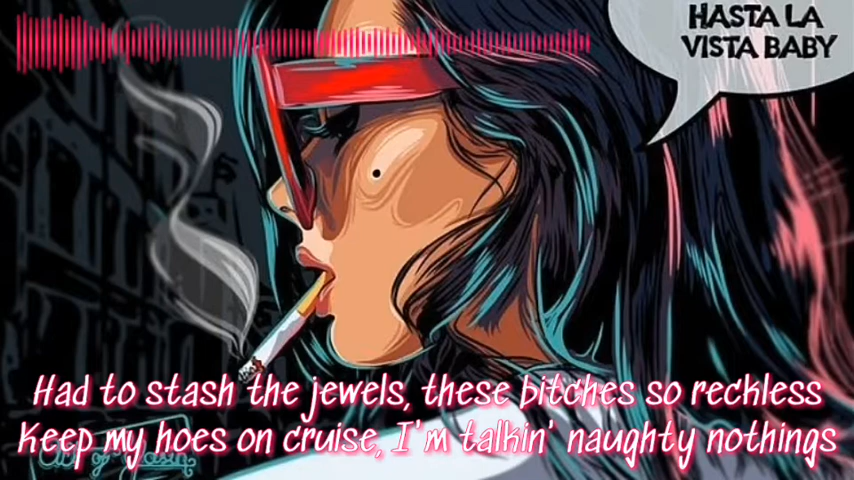 HASTA LA
VISTA BABY
Had to stash the jewels, these bitches so reckless
Keep my hoes on cruise, I'm talkin' naughty nothings